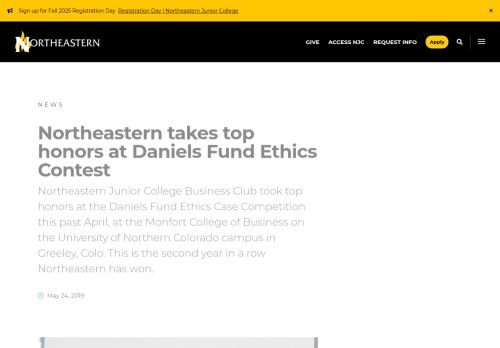 Sign up for Fall 2025 Registration Day Registration Day | Northeastern Junior College ×
NORTHEASTERN
GIVE ACCESS NJC REQUEST INFO Apply
NEWS
Northeastern takes top
honors at Daniels Fund Ethics
Contest
Northeastern Junior College Business Club took top
honors at the Daniels Fund Ethics Case Competition
this past April, at the Monfort College of Business on
the University of Northern Colorado campus in
Greeley, Colo. This is the second year in a row
Northeastern has won.
May 24, 2019